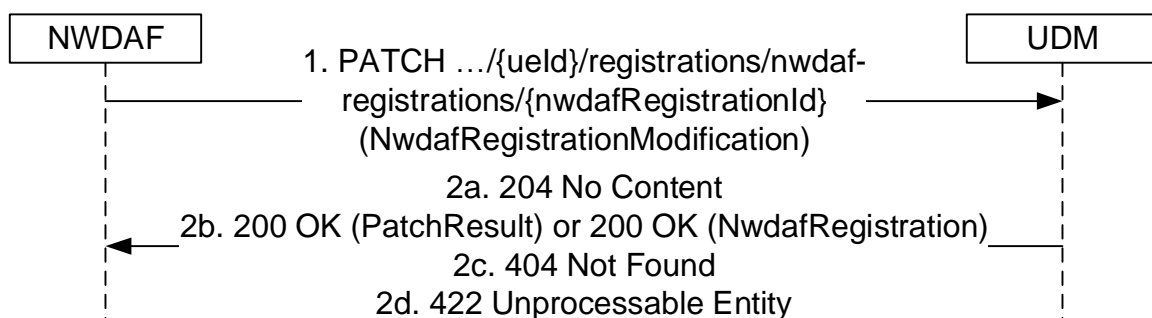 NWDAF
UDM
1. PATCH …/{ueId}/registrations/nwdaf-
registrations/{nwdafRegistrationId}
(NwdafRegistrationModification)
2a. 204 No Content
2b. 200 OK (PatchResult) or 200 OK (NwdafRegistration)
2c. 404 Not Found
2d. 422 Unprocessable Entity